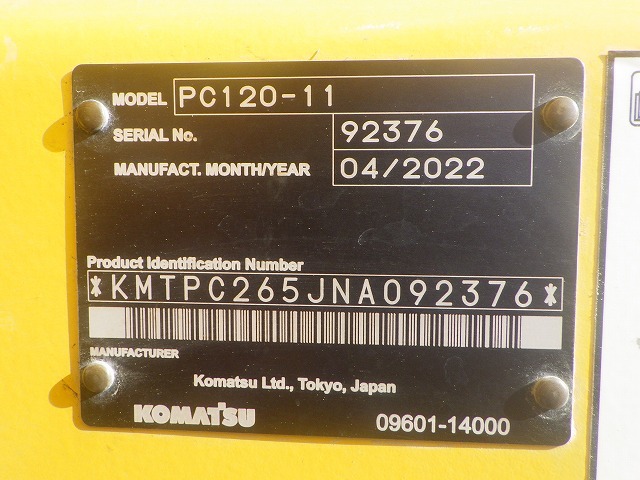 MODEL PC120-11
SERIAL No. 92376
MANUFACT. MONTH/YEAR 04/2022
Product Identification Number
*KMTPC265JNA092376*
MANUFACTURER
Komatsu Ltd., Tokyo, Japan
KOMATSU 09601-14000